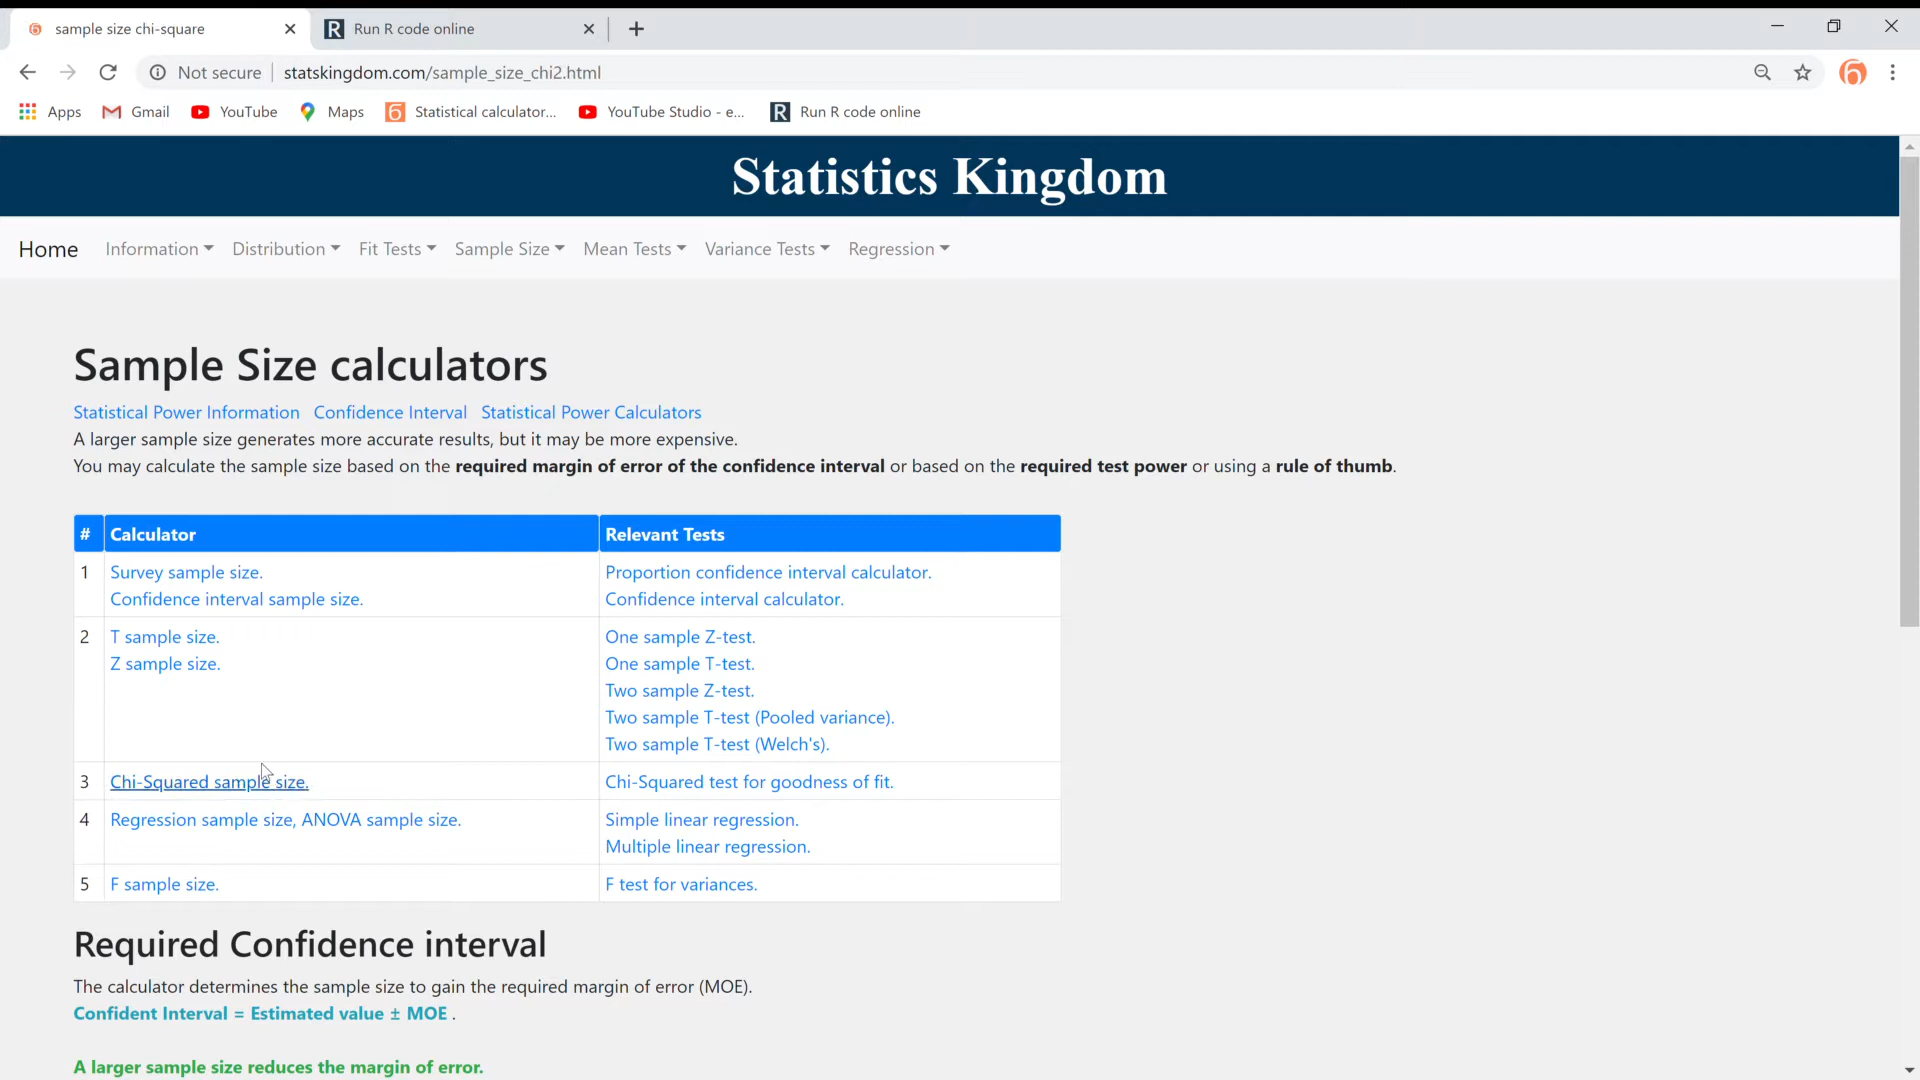 sample size chi-square
Run R code online
Not secure
statskingdom.com/sample_size_chi2.html
Apps
Gmail
YouTube
Maps
Statistical calculator...
YouTube Studio - e...
Run R code online
Statistics Kingdom
Home Information Distribution Fit Tests Sample Size Mean Tests Variance Tests Regression
Sample Size calculators
Statistical Power Information Confidence Interval Statistical Power Calculators
A larger sample size generates more accurate results, but it may be more expensive.
You may calculate the sample size based on the required margin of error of the confidence interval or based on the required test power or using a rule of thumb.
# Calculator Relevant Tests
1 Survey sample size. Proportion confidence interval calculator.
Confidence interval sample size. Confidence interval calculator.
2 T sample size. One sample Z-test.
Z sample size. One sample T-test.
Two sample Z-test.
Two sample T-test (Pooled variance).
Two sample T-test (Welch's).
3 Chi-Squared sample size. Chi-Squared test for goodness of fit.
4 Regression sample size, ANOVA sample size. Simple linear regression.
Multiple linear regression.
5 F sample size. F test for variances.
Required Confidence interval
The calculator determines the sample size to gain the required margin of error (MOE).
Confident Interval = Estimated value ± MOE .
A larger sample size reduces the margin of error.